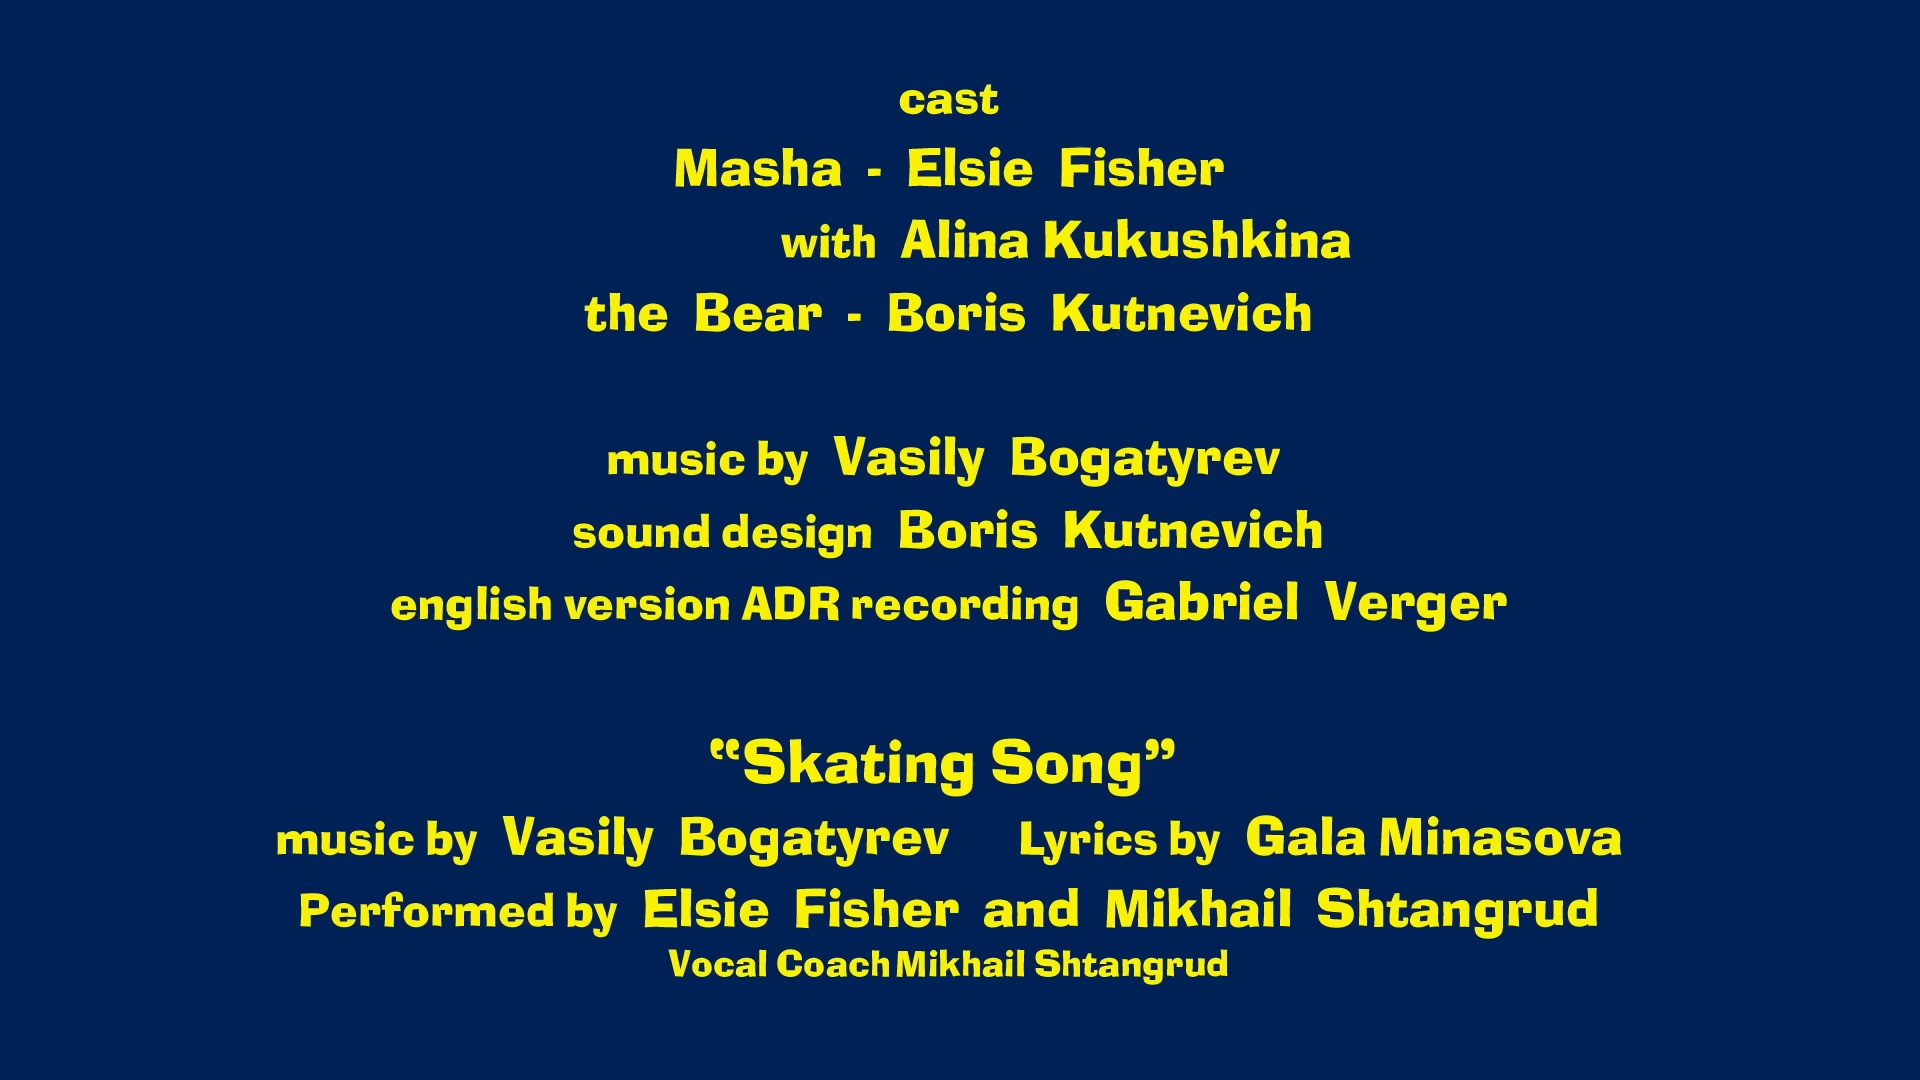 cast
Masha - Elsie Fisher
with Alina Kukushkina
the Bear - Boris Kutnevich
music by Vasily Bogatyrev
sound design Boris Kutnevich
english version ADR recording Gabriel Verger
“Skating Song”
music by Vasily Bogatyrev Lyrics by Gala Minasova
Performed by Elsie Fisher and Mikhail Shtangrud
Vocal Coach Mikhail Shtangrud